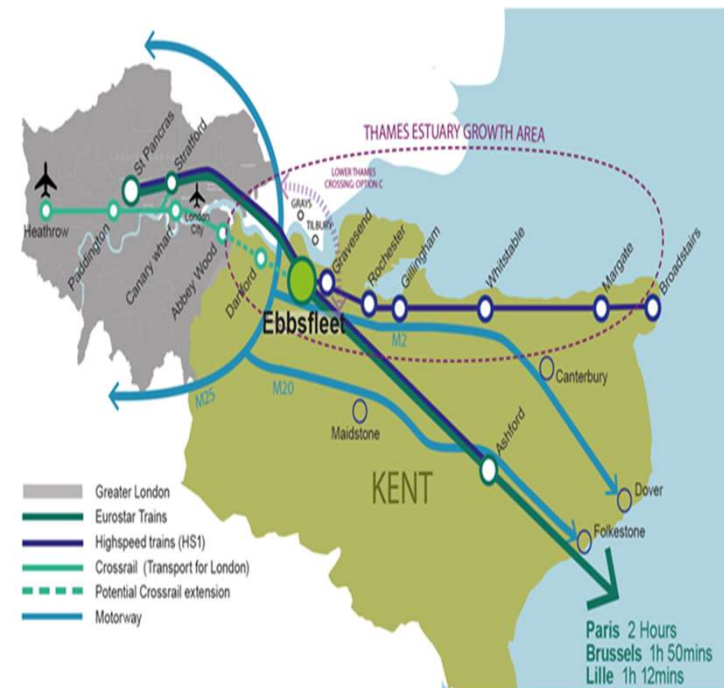 THAMES ESTUARY GROWTH AREA
LOWER THAMES
CROSSING: OPTION C
GRAYS
TILBURY
St Pancras
Stratford
London
City
Heathrow
Paddington
Canary wharf
Abbey Wood
Dartford
Ebbsfleet
Gravesend
Rochester
Gillingham
Whitstable
Margate
Broadstairs
M2
M25
M20
Canterbury
Maidstone
Ashford
KENT
Dover
Folkestone
Greater London
Eurostar Trains
Highspeed trains (HS1)
Crossrail (Transport for London)
Potential Crossrail extension
Motorway
Paris 2 Hours
Brussels 1h 50mins
Lille 1h 12mins